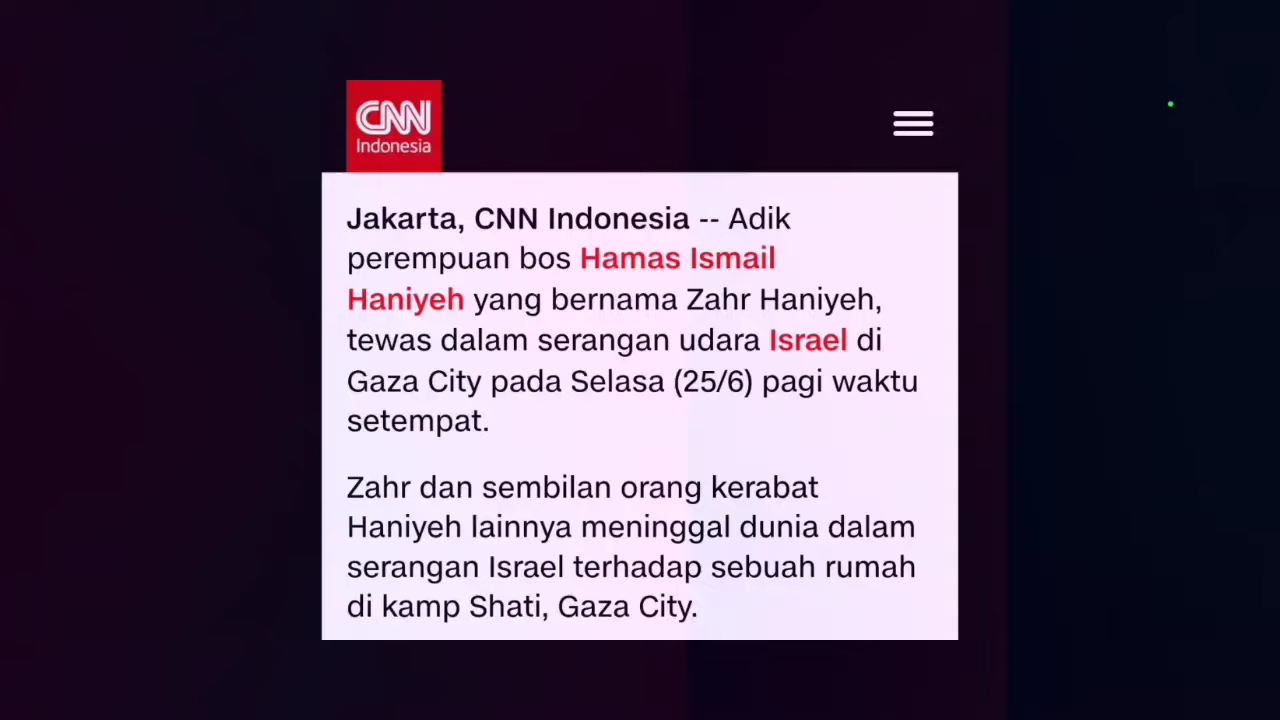 CNN
Indonesia
Jakarta, CNN Indonesia -- Adik
perempuan bos Hamas Ismail
Haniyeh yang bernama Zahr Haniyeh,
tewas dalam serangan udara Israel di
Gaza City pada Selasa (25/6) pagi waktu
setempat.
Zahr dan sembilan orang kerabat
Haniyeh lainnya meninggal dunia dalam
serangan Israel terhadap sebuah rumah
di kamp Shati, Gaza City.